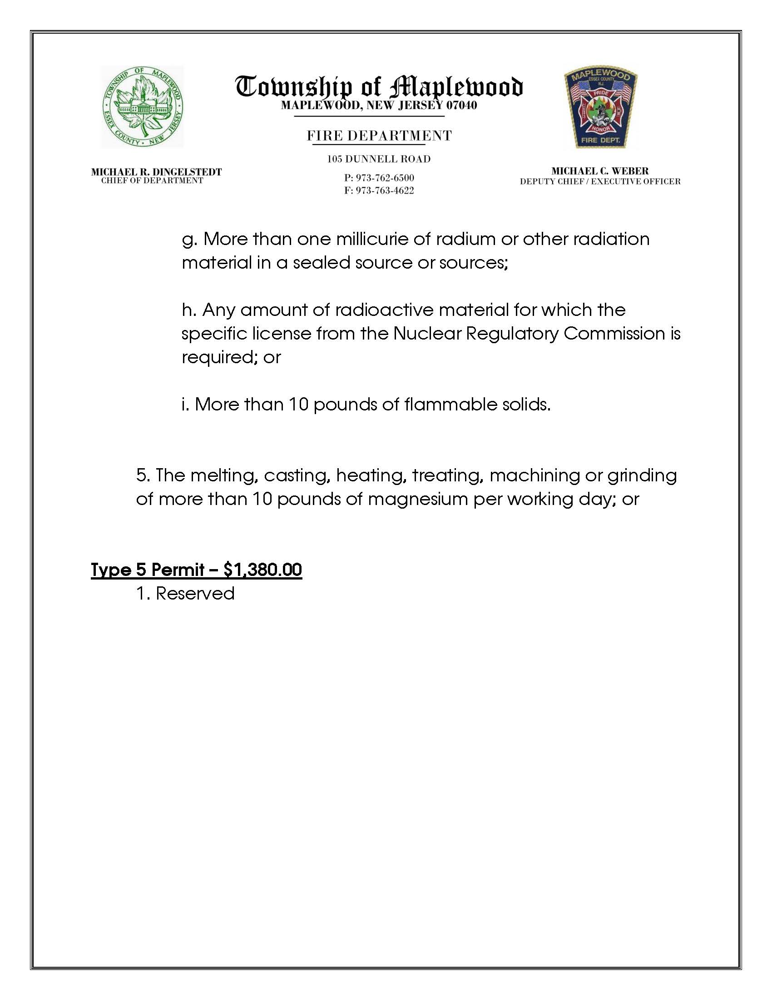 TOWNSHIP OF MAPLEWOOD
ESSEX COUNTY • NEW JERSEY
Township of Maplewood
MAPLEWOOD, NEW JERSEY 07040
FIRE DEPARTMENT
105 DUNNELL ROAD
P: 973-762-6500
F: 973-763-4622
MICHAEL R. DINGELSTEDT
CHIEF OF DEPARTMENT
MAPLEWOOD
ESSEX COUNTY
N.J.
PRIDE
HONOR
FIRE DEPT.
MICHAEL C. WEBER
DEPUTY CHIEF / EXECUTIVE OFFICER
g. More than one millicurie of radium or other radiation
material in a sealed source or sources;
h. Any amount of radioactive material for which the
specific license from the Nuclear Regulatory Commission is
required; or
i. More than 10 pounds of flammable solids.
5. The melting, casting, heating, treating, machining or grinding
of more than 10 pounds of magnesium per working day; or
Type 5 Permit – $1,380.00
1. Reserved